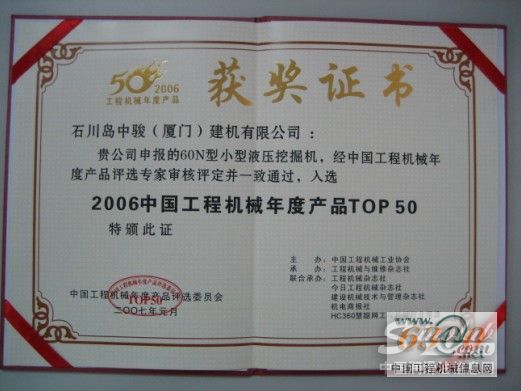 50 2006
工程机械年度产品
获奖证书
石川岛中骏（厦门）建机有限公司：
贵公司申报的60N型小型液压挖掘机，经中国工程机械年
度产品评选专家审核评定并一致通过，入选
2006中国工程机械年度产品TOP 50
特颁此证
主办：中国工程机械工业协会
承办：工程机械与维修杂志社
联合承办：工程机械杂志社
今日工程机械杂志社
建设机械技术与管理杂志社
机电商报社
HC360慧聪网工
TOP50
中国工程机械年度产品评选委员会
二〇〇七年元月
www.
中国工程机械信息网